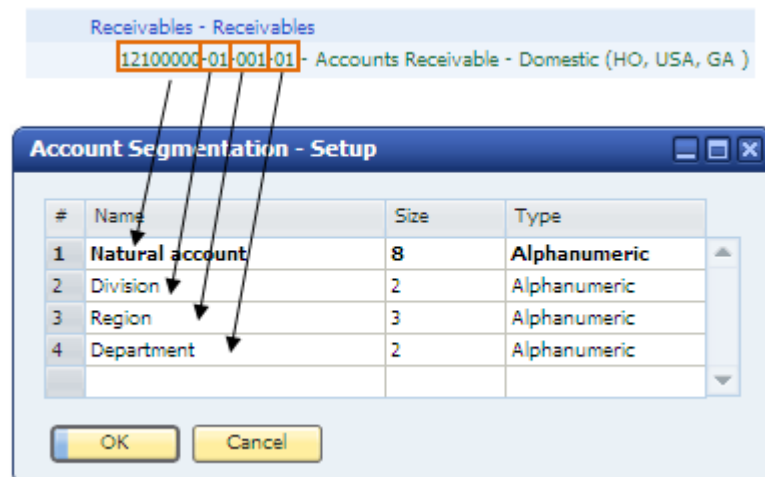 Receivables - Receivables
12100000-01-001-01 - Accounts Receivable - Domestic (HO, USA, GA )
Account Segmentation - Setup
# Name Size Type
1 Natural account 8 Alphanumeric
2 Division 2 Alphanumeric
3 Region 3 Alphanumeric
4 Department 2 Alphanumeric
OK Cancel